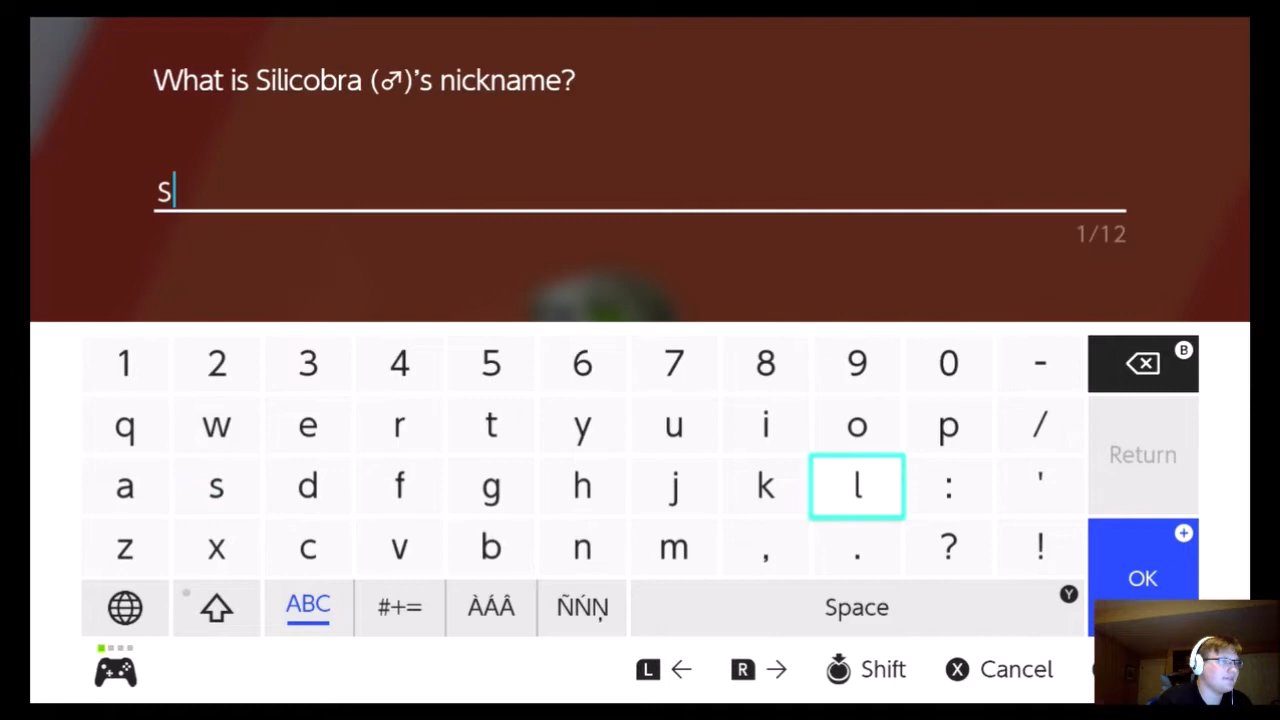 What is Silicobra (♂)'s nickname?
S
1/12
1 2 3 4 5 6 7 8 9 0 - B
q w e r t y u i o p / Return
a s d f g h j k l : '
z x c v b n m , . ? ! + OK
ABC #+= ÀÁÂ ÑŃŅ Space Y
L ← R → Shift X Cancel